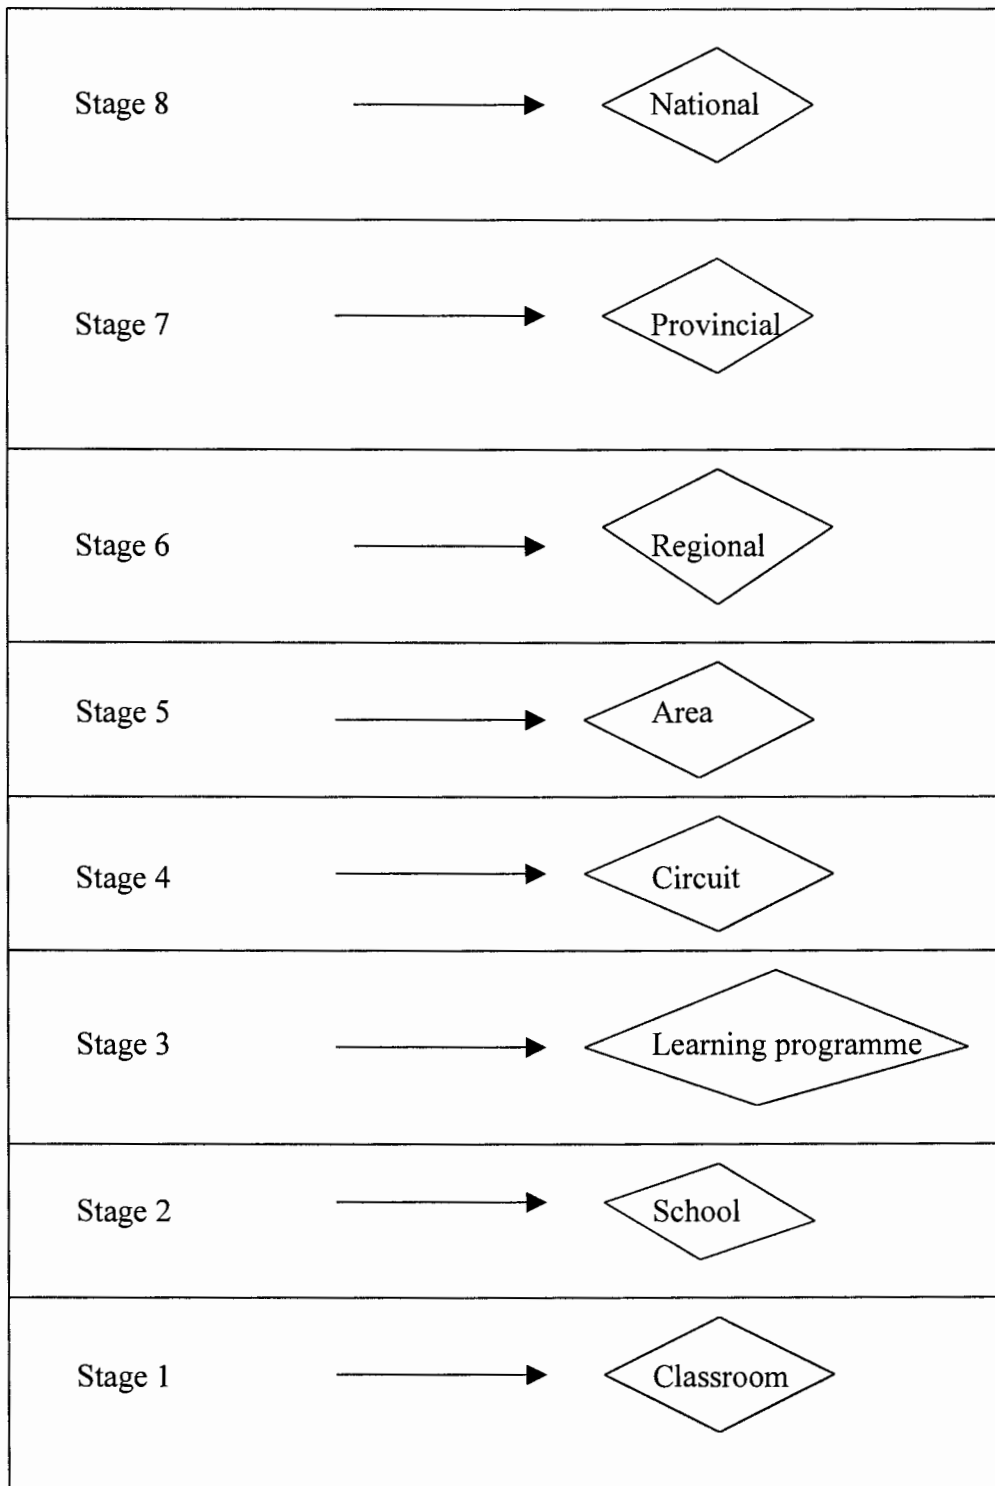 Stage 8 National
Stage 7 Provincial
Stage 6 Regional
Stage 5 Area
Stage 4 Circuit
Stage 3 Learning programme
Stage 2 School
Stage 1 Classroom